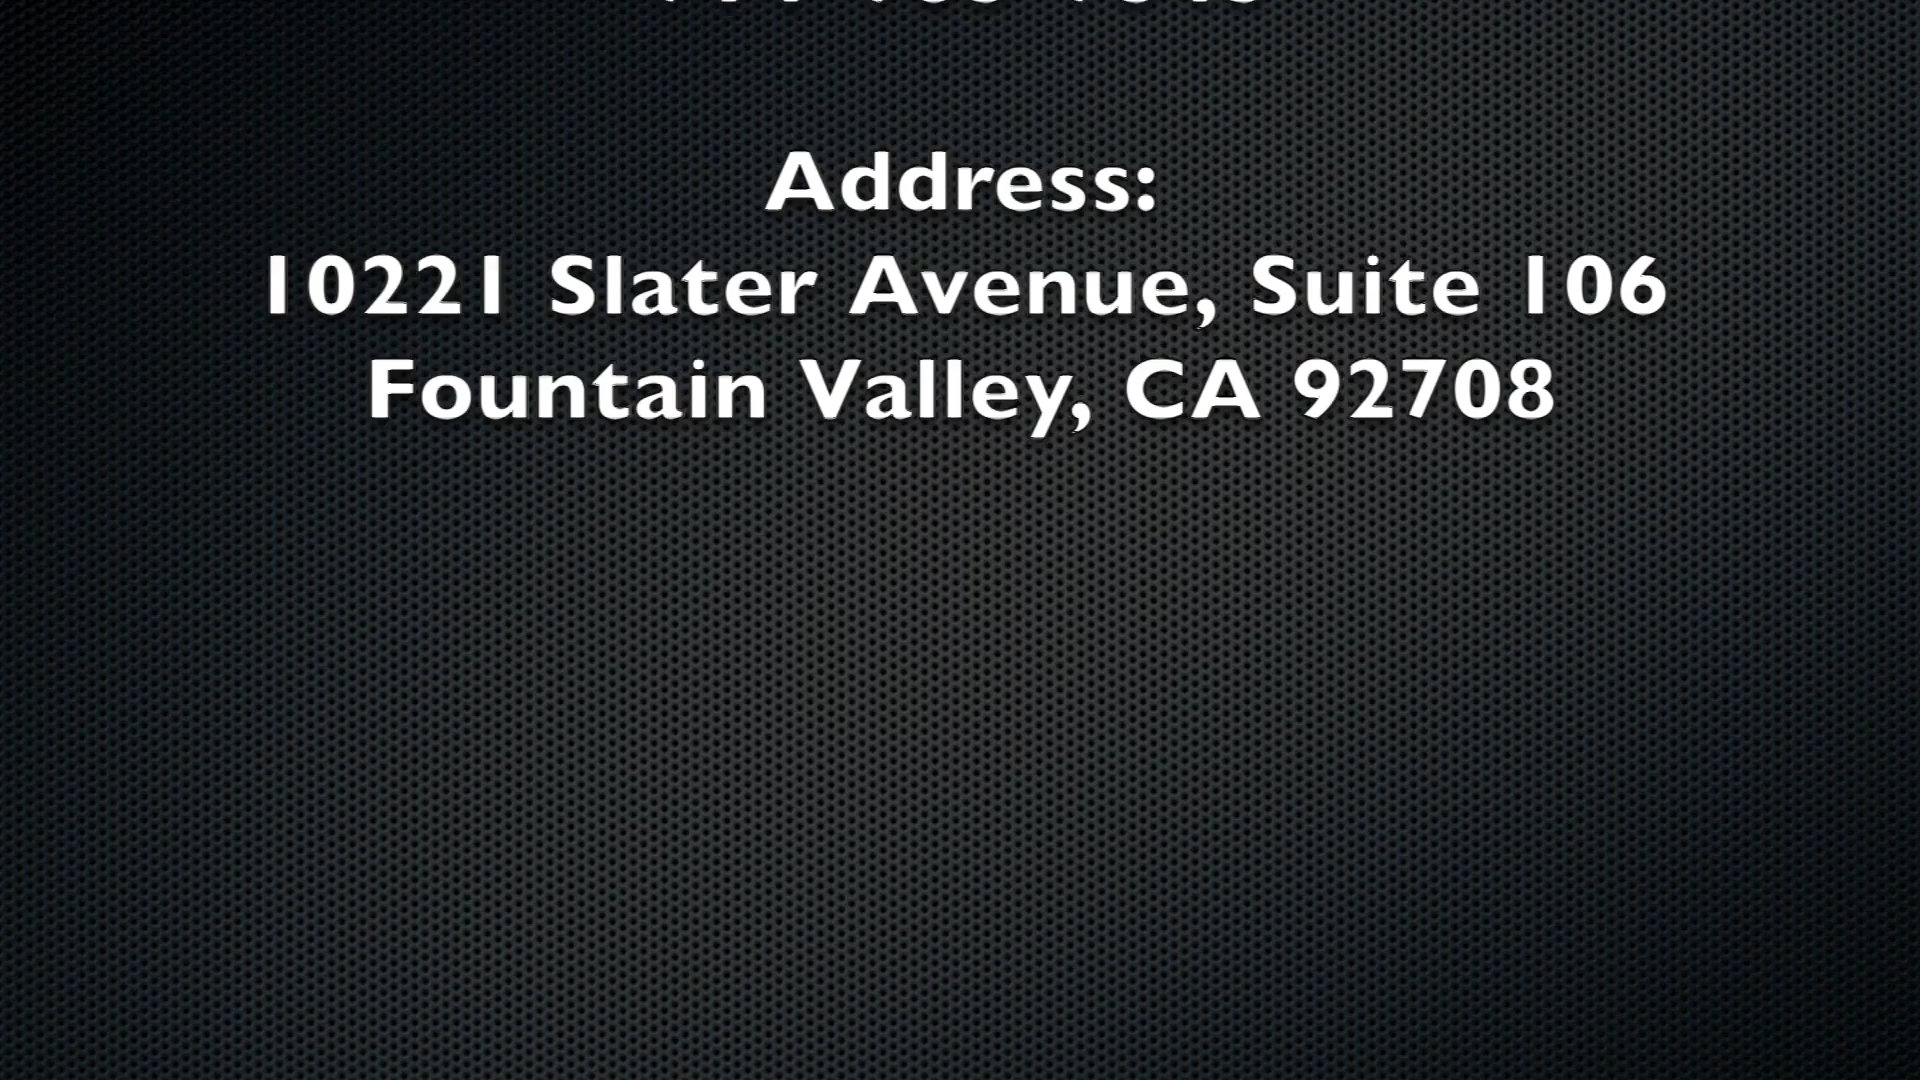 Address:
10221 Slater Avenue, Suite 106
Fountain Valley, CA 92708